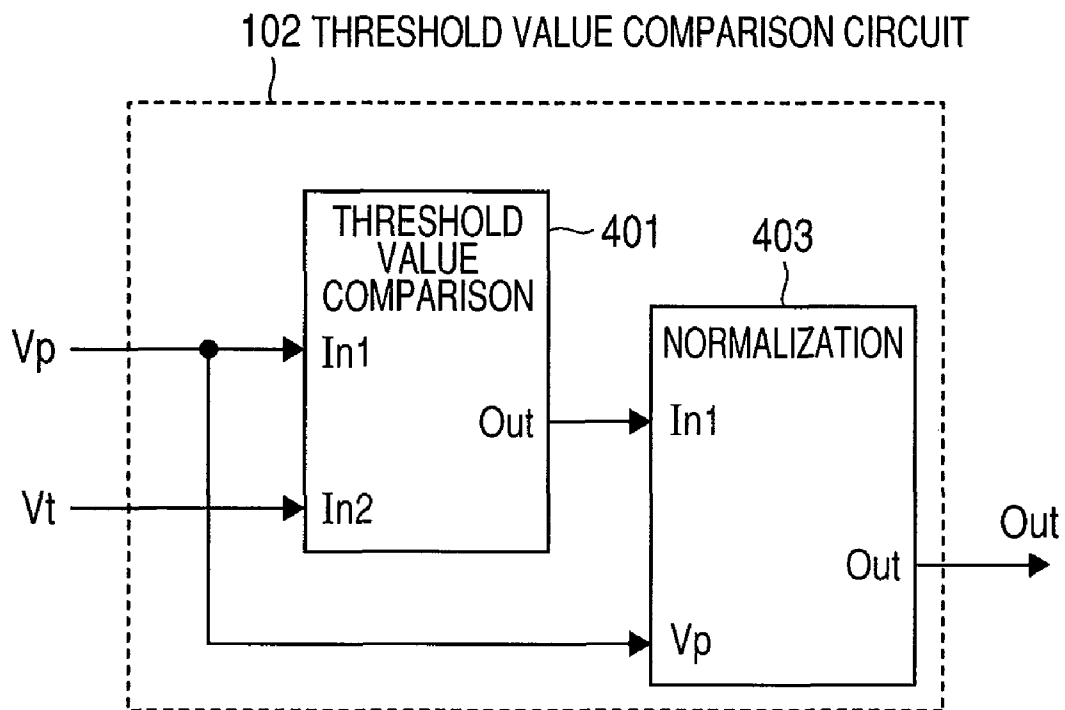 102 THRESHOLD VALUE COMPARISON CIRCUIT
THRESHOLD
VALUE
COMPARISON
401
403
NORMALIZATION
Vp
In1
Out
In1
Vt
In2
Out
Out
Vp